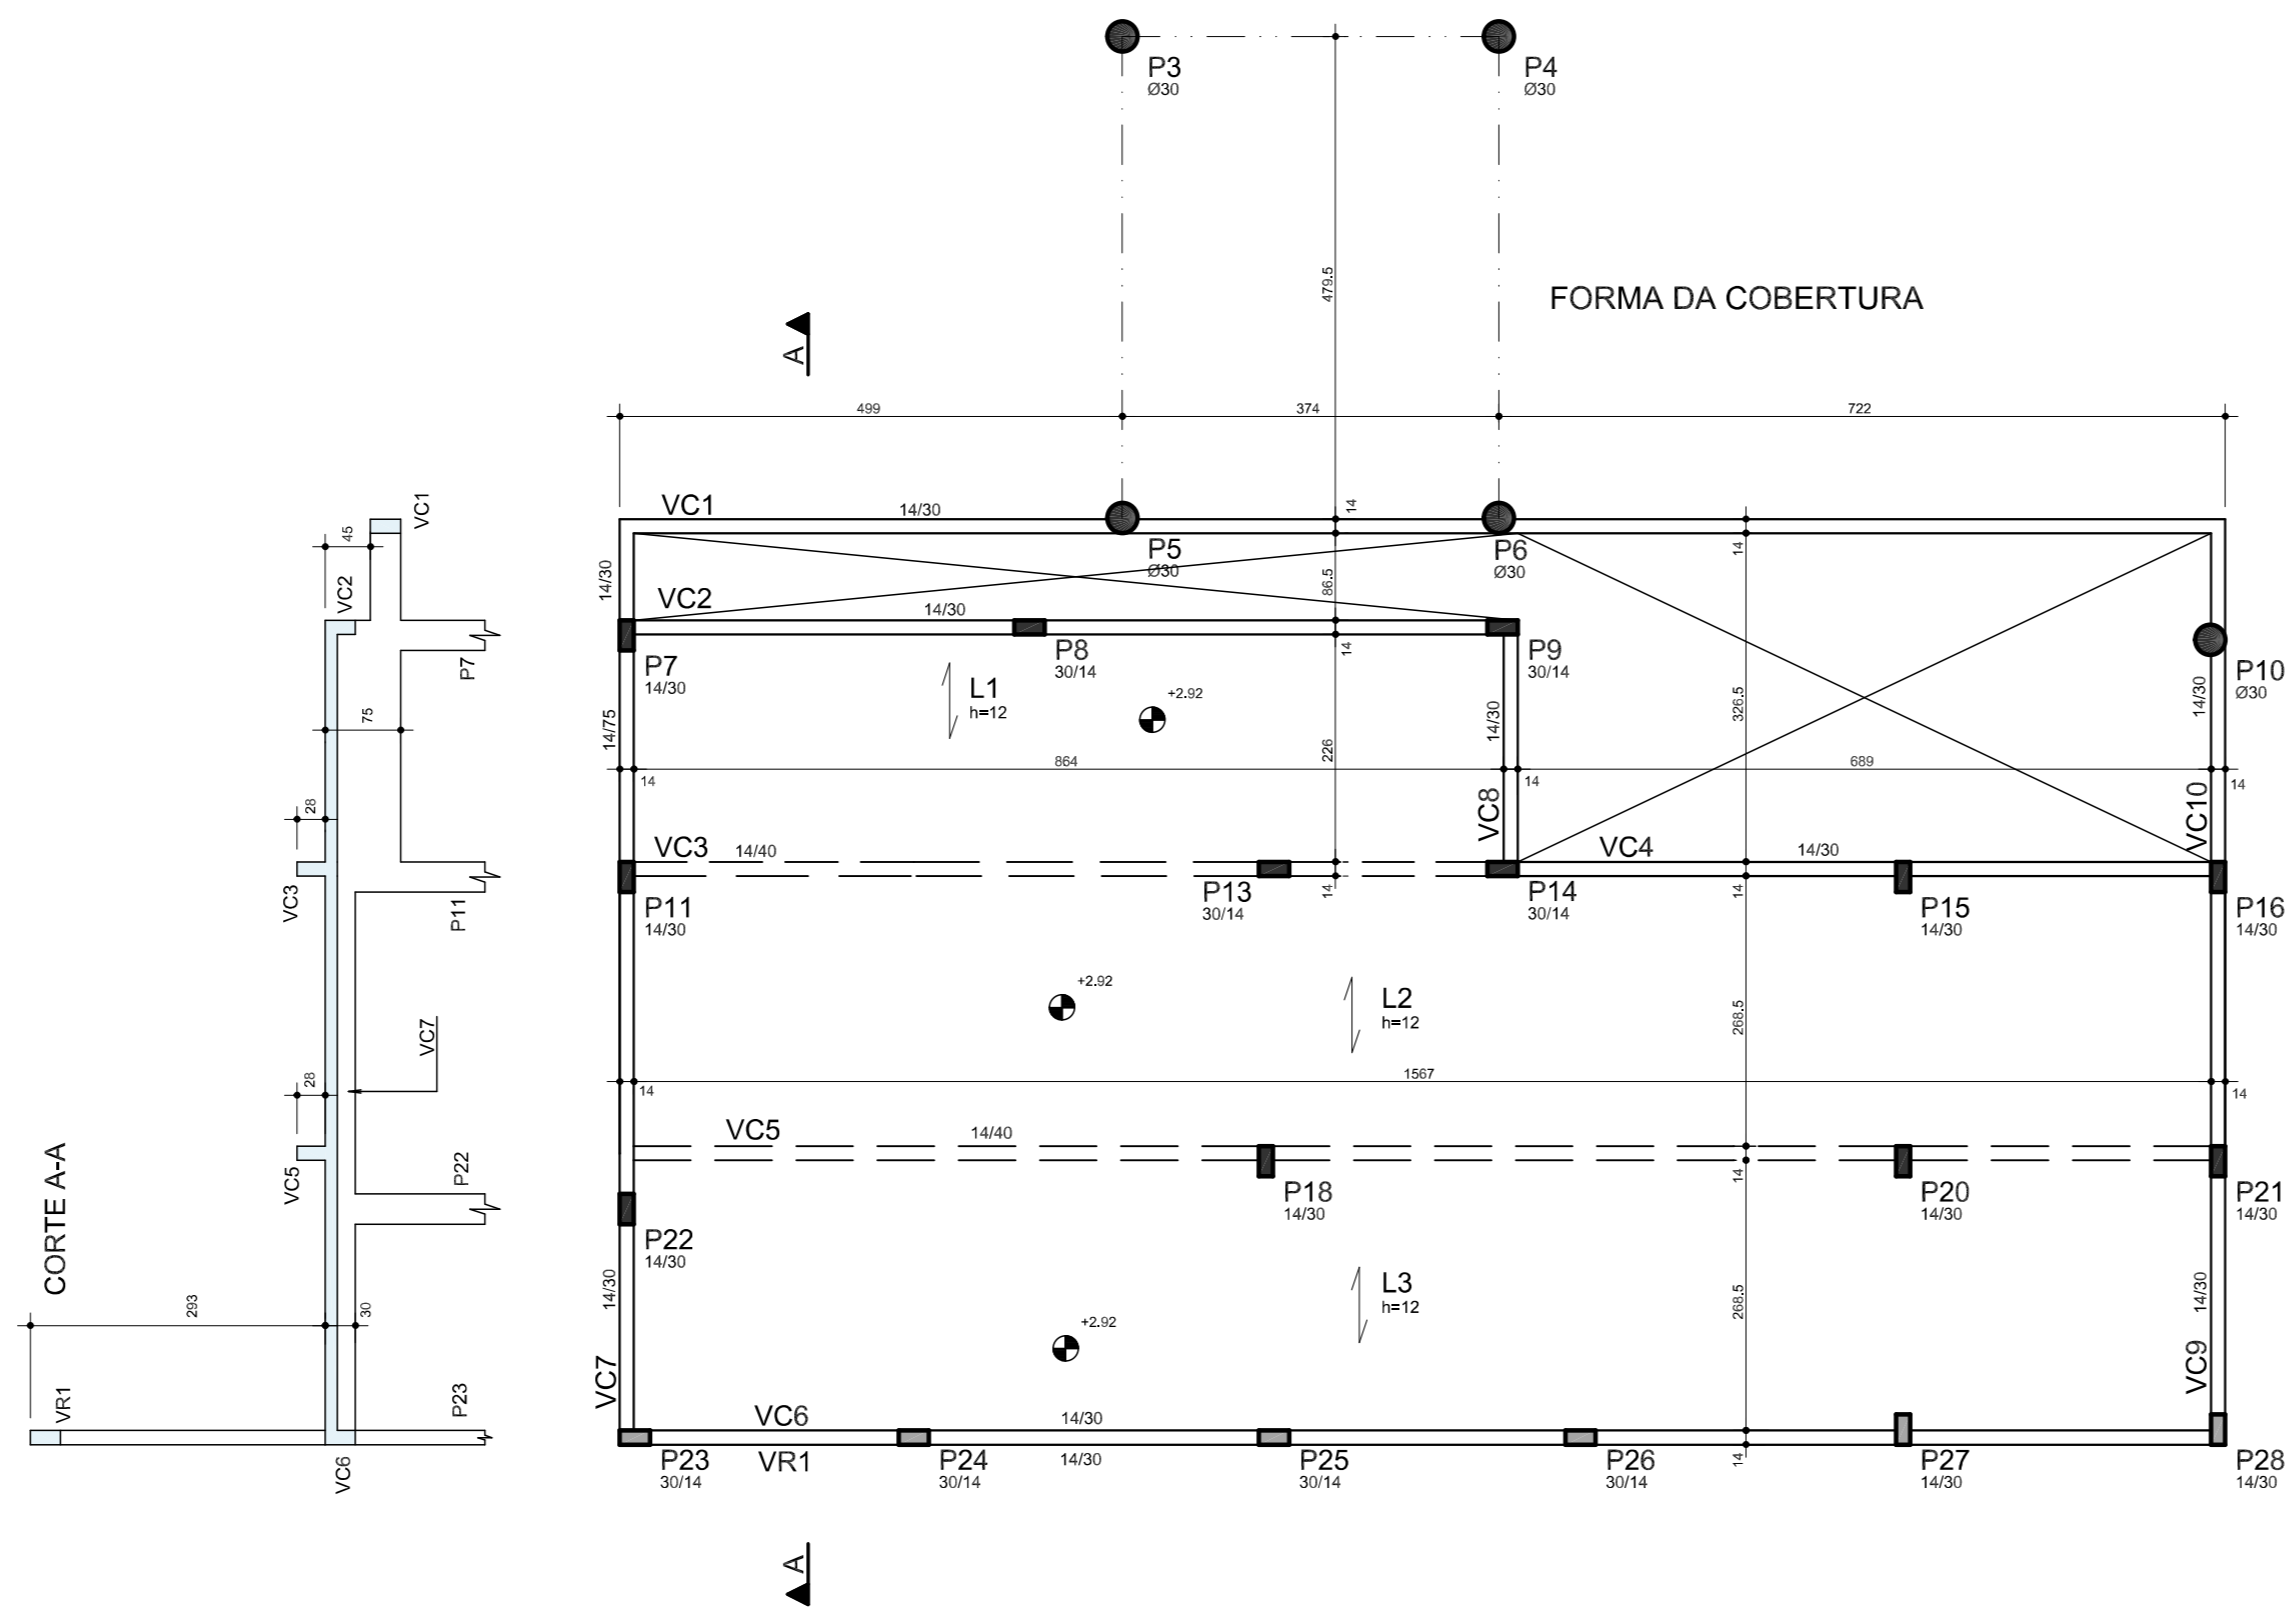 P3
Ø30
P4
Ø30
479.5
FORMA DA COBERTURA
A
499
374
722
VC1
14/30
14
P5
Ø30
P6
Ø30
14
14/30
86.5
VC2
14/30
14
P7
14/30
P8
30/14
P9
30/14
P10
Ø30
L1
h=12
+2.92
14/75
14/30
14/30
326.5
226
14
864
14
689
14
VC8
VC10
VC3
14/40
VC4
14/30
P11
14/30
P13
30/14
14
P14
30/14
14
P15
14/30
P16
14/30
+2.92
L2
h=12
268.5
14
1567
14
VC5
14/40
P18
14/30
14
P20
14/30
P21
14/30
P22
14/30
14/30
L3
h=12
268.5
14/30
+2.92
VC7
VC9
VC6
14/30
P23
30/14
VR1
P24
30/14
14/30
P25
30/14
P26
30/14
14
P27
14/30
P28
14/30
A
CORTE A-A
VC1
45
VC2
P7
75
28
VC3
P11
VC7
28
VC5
P22
293
30
VR1
P23
VC6